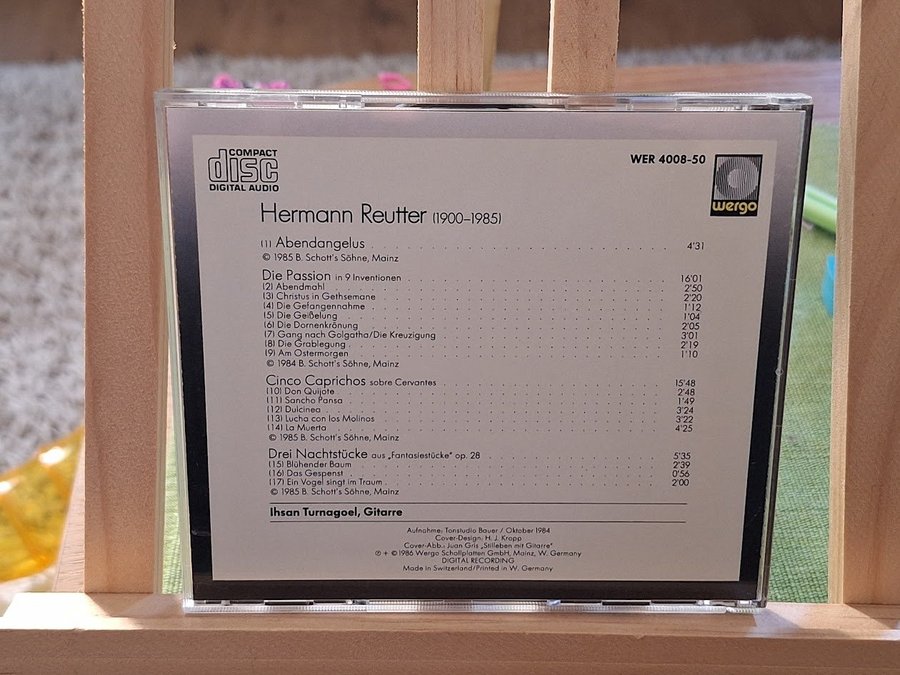 COMPACT
disc
DIGITAL AUDIO
WER 4008-50
wergo
Hermann Reutter (1900–1985)
(1) Abendangelus 4'31
© 1985 B. Schott's Söhne, Mainz
Die Passion in 9 Inventionen 16'01
(2) Abendmahl 2'50
(3) Christus in Gethsemane 2'20
(4) Die Gefangennahme 1'12
(5) Die Geißelung 1'04
(6) Die Dornenkrönung 2'05
(7) Gang nach Golgatha/Die Kreuzigung 3'01
(8) Die Grablegung 2'19
(9) Am Ostermorgen 1'10
© 1984 B. Schott's Söhne, Mainz
Cinco Caprichos sobre Cervantes 15'48
(10) Don Quijote 2'48
(11) Sancho Pansa 1'49
(12) Dulcinea 3'24
(13) Lucha con los Molinos 3'22
(14) La Muerta 4'25
© 1985 B. Schott's Söhne, Mainz
Drei Nachtstücke aus „Fantasiestücke" op. 28 5'35
(15) Blühender Baum 2'39
(16) Das Gespenst 0'56
(17) Ein Vogel singt im Traum 2'00
© 1985 B. Schott's Söhne, Mainz
Ihsan Turnagoel, Gitarre
Aufnahme: Tonstudio Bauer / Oktober 1984
Cover-Design: H. J. Kropp
Cover-Abb.: Juan Gris „Stilleben mit Gitarre"
℗ + © 1986 Wergo Schallplatten GmbH, Mainz, W. Germany
DIGITAL RECORDING
Made in Switzerland/Printed in W. Germany